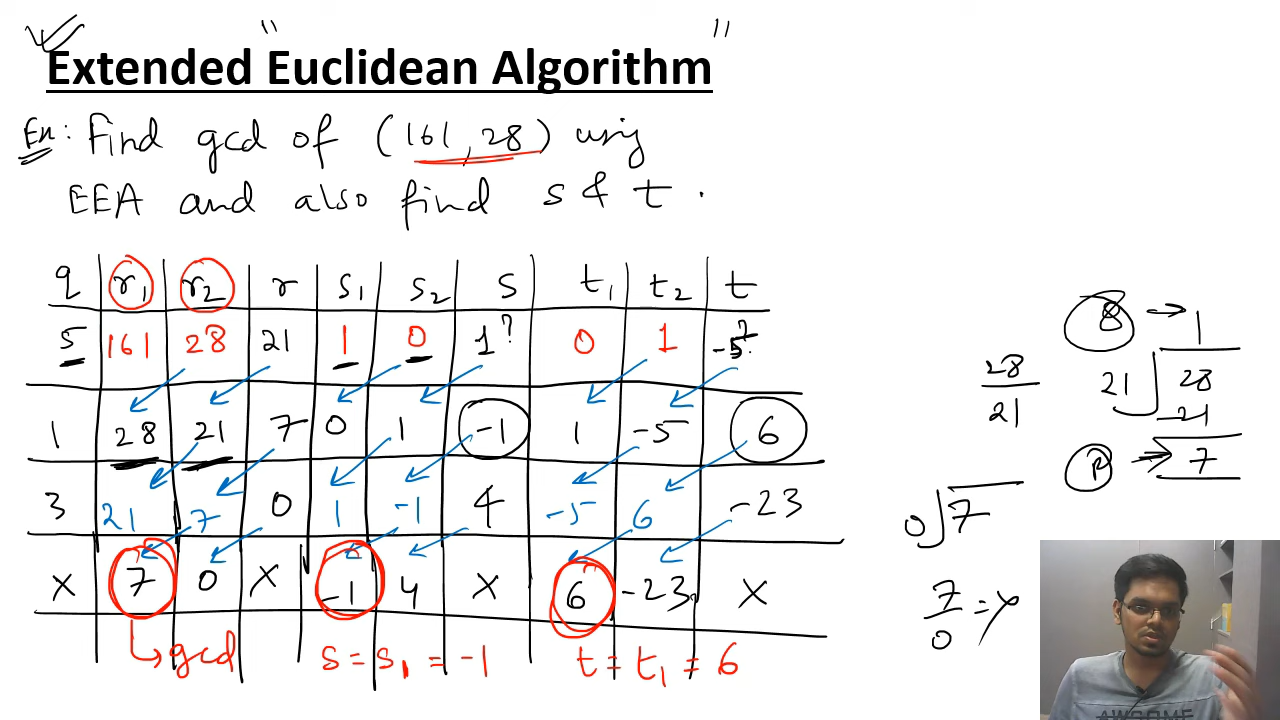 "Extended Euclidean Algorithm"
Ex: Find gcd of (161, 28) using
EEA and also find s & t.
q r₁ r₂ r s₁ s₂ s t₁ t₂ t
5 161 28 21 1 0 1? 0 1 -5?
1 28 21 7 0 1 -1 1 -5 6
3 21 7 0 1 -1 4 -5 6 -23
X 7 0 X -1 4 X 6 -23 X
gcd s = s₁ = -1 t = t₁ = 6
8 → 1
28
21
21 28
21
7
0 7
7
0
AWESOME